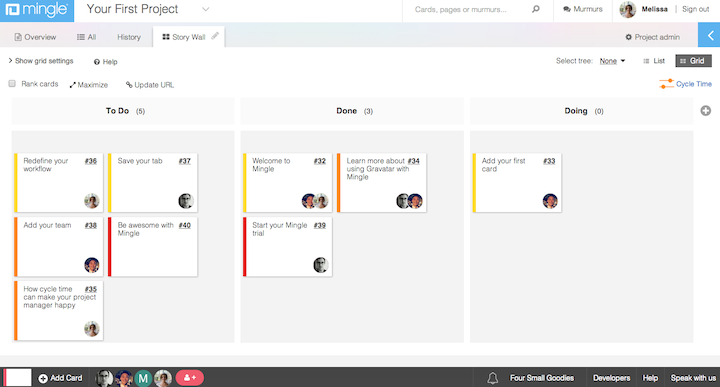 mingle
Your First Project
Cards, pages or murmurs...
Murmurs
Melissa
Sign out
Overview
All
History
Story Wall
Project admin
Show grid settings
Help
Select tree: None
List
Grid
Rank cards
Maximize
Update URL
Cycle Time
To Do (5)
Done (3)
Doing (0)
Redefine your #36
workflow
Save your tab #37
Welcome to #32
Mingle
Learn more about #34
using Gravatar with
Mingle
Add your first #33
card
Add your team #38
Be awesome with #40
Mingle
Start your Mingle #39
trial
How cycle time #35
can make your project
manager happy
Add Card
M
Four Small Goodies
Developers
Help
Speak with us